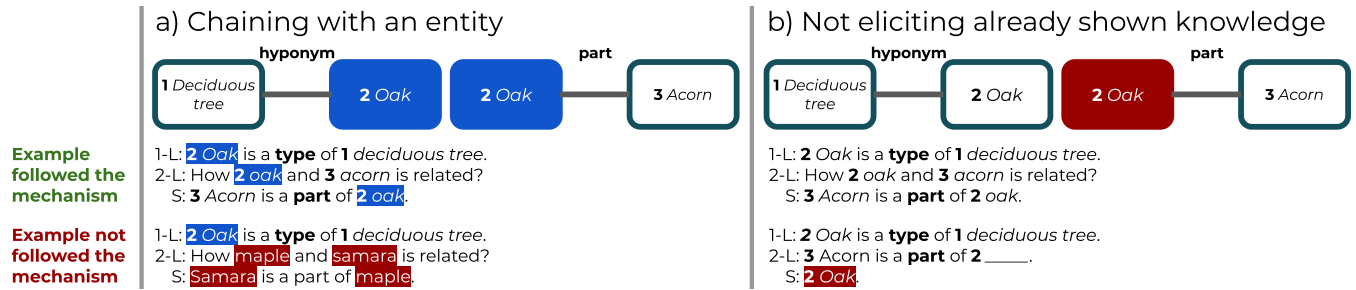 a) Chaining with an entity
hyponym
part
1 Deciduous
tree
2 Oak
2 Oak
3 Acorn
b) Not eliciting already shown knowledge
hyponym
part
1 Deciduous
tree
2 Oak
2 Oak
3 Acorn
Example
followed the
mechanism
1-L: 2 Oak is a type of 1 deciduous tree.
2-L: How 2 oak and 3 acorn is related?
S: 3 Acorn is a part of 2 oak.
1-L: 2 Oak is a type of 1 deciduous tree.
2-L: How 2 oak and 3 acorn is related?
S: 3 Acorn is a part of 2 oak.
Example not
followed the
mechanism
1-L: 2 Oak is a type of 1 deciduous tree.
2-L: How maple and samara is related?
S: Samara is a part of maple.
1-L: 2 Oak is a type of 1 deciduous tree.
2-L: 3 Acorn is a part of 2 _____.
S: 2 Oak.